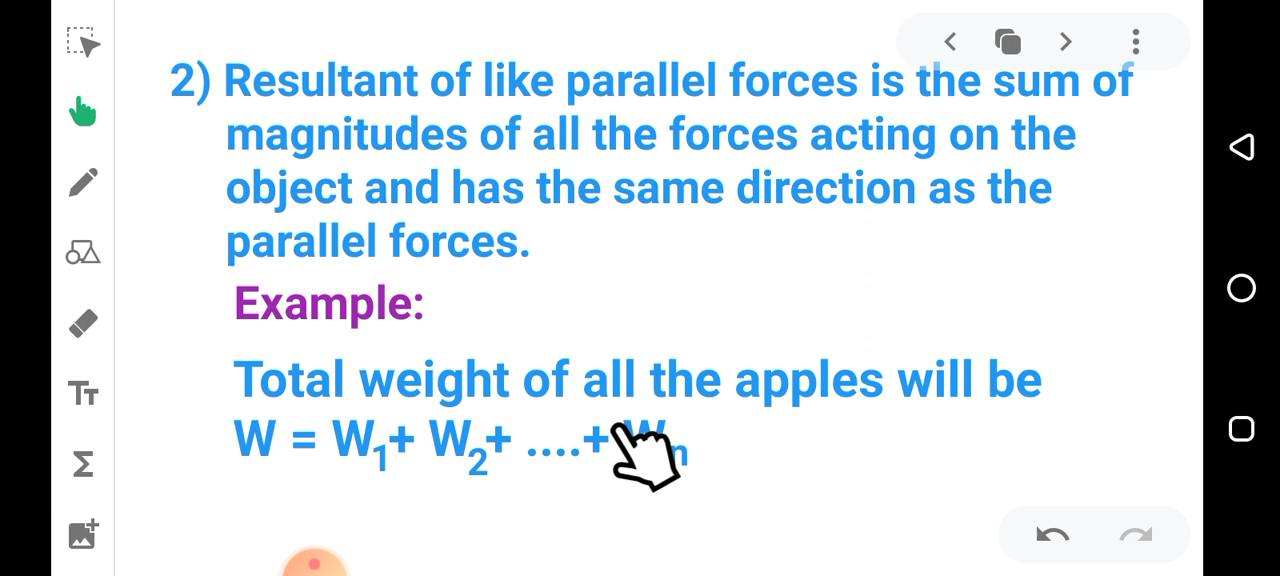 2) Resultant of like parallel forces is the sum of
magnitudes of all the forces acting on the
object and has the same direction as the
parallel forces.
Example:
Total weight of all the apples will be
W = W₁+ W₂+ ....+ Wₙ